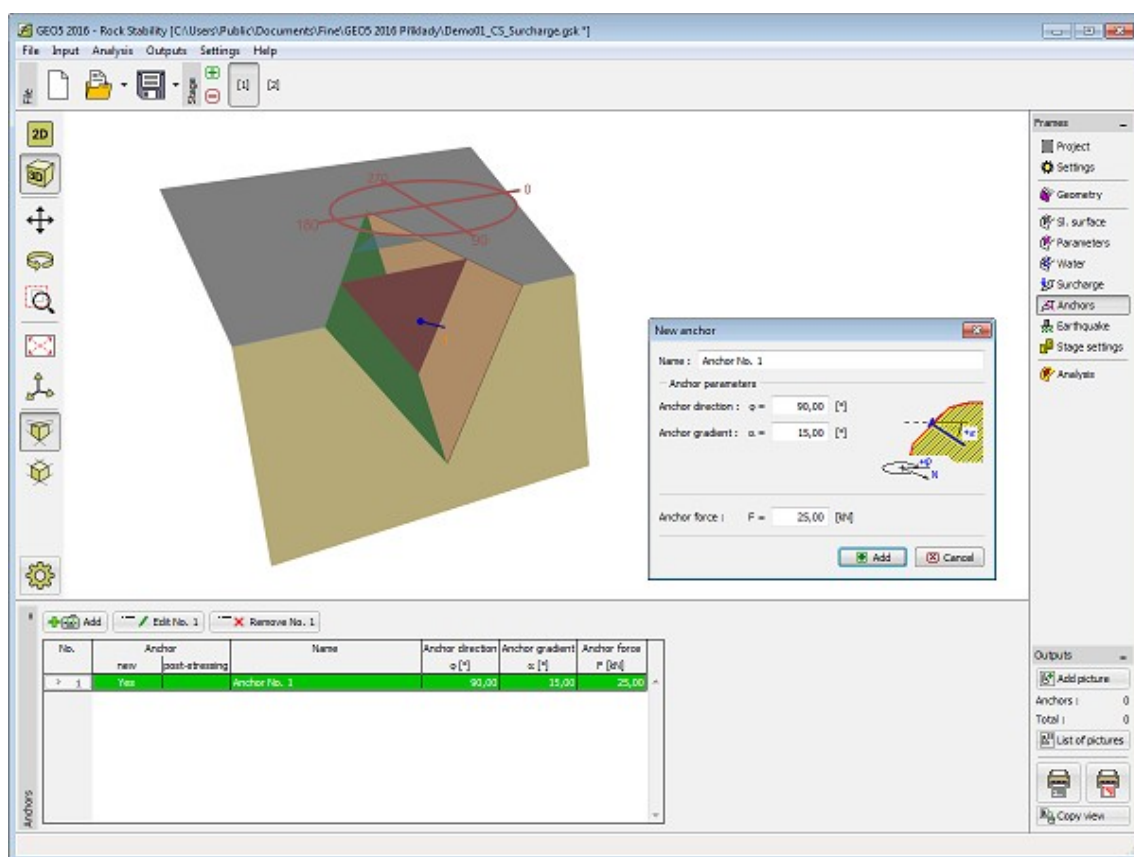 GEO5 2016 - Rock Stability [C:\Users\Public\Documents\Fine\GEO5 2016 Příklady\Demo01_CS_Surcharge.gsk *]
File Input Analysis Outputs Settings Help
File
Stage
[1] [2]
2D
3D
270
0
180
90
Frames
Project
Settings
Geometry
Sl. surface
Parameters
Water
Surcharge
Anchors
Earthquake
Stage settings
Analysis
New anchor
Name : Anchor No. 1
Anchor parameters
Anchor direction : φ = 90,00 [°]
Anchor gradient : α = 15,00 [°]
+α
+φ
N
Anchor force : F = 25,00 [kN]
Add Cancel
Add Edit No. 1 Remove No. 1
No. Anchor Name Anchor direction Anchor gradient Anchor force
new post-stressing φ [°] α [°] F [kN]
> 1 Yes Anchor No. 1 90,00 15,00 25,00
Anchors
Outputs
Add picture
Anchors : 0
Total : 0
List of pictures
Copy view